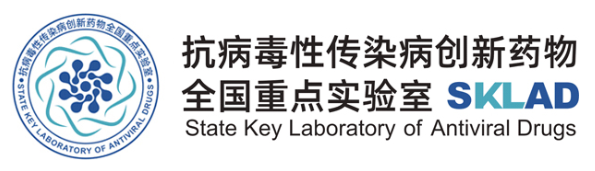 ·抗病毒性传染病创新药物全国重点实验室·
STATE KEY LABORATORY OF ANTIVIRAL DRUGS
抗病毒性传染病创新药物
全国重点实验室 SKLAD
State Key Laboratory of Antiviral Drugs